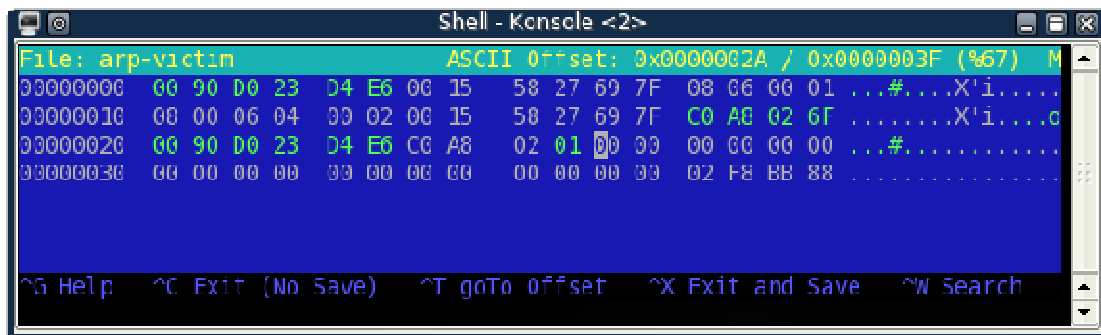 Shell - Konsole <2>
File: arp-victim ASCII Offset: 0x0000002A / 0x0000003F (%67) M
00000000 00 90 D0 23 D4 E6 00 15 58 27 69 7F 08 06 00 01 ...#....X'i.....
00000010 08 00 06 04 00 02 00 15 58 27 69 7F C0 A8 02 6F ........X'i....o
00000020 00 90 D0 23 D4 E6 C0 A8 02 01 00 00 00 00 00 00 ...#............
00000030 00 00 00 00 00 00 00 00 00 00 00 00 02 F8 BB 88 ................
^G Help ^C Exit (No Save) ^T goTo Offset ^X Exit and Save ^W Search